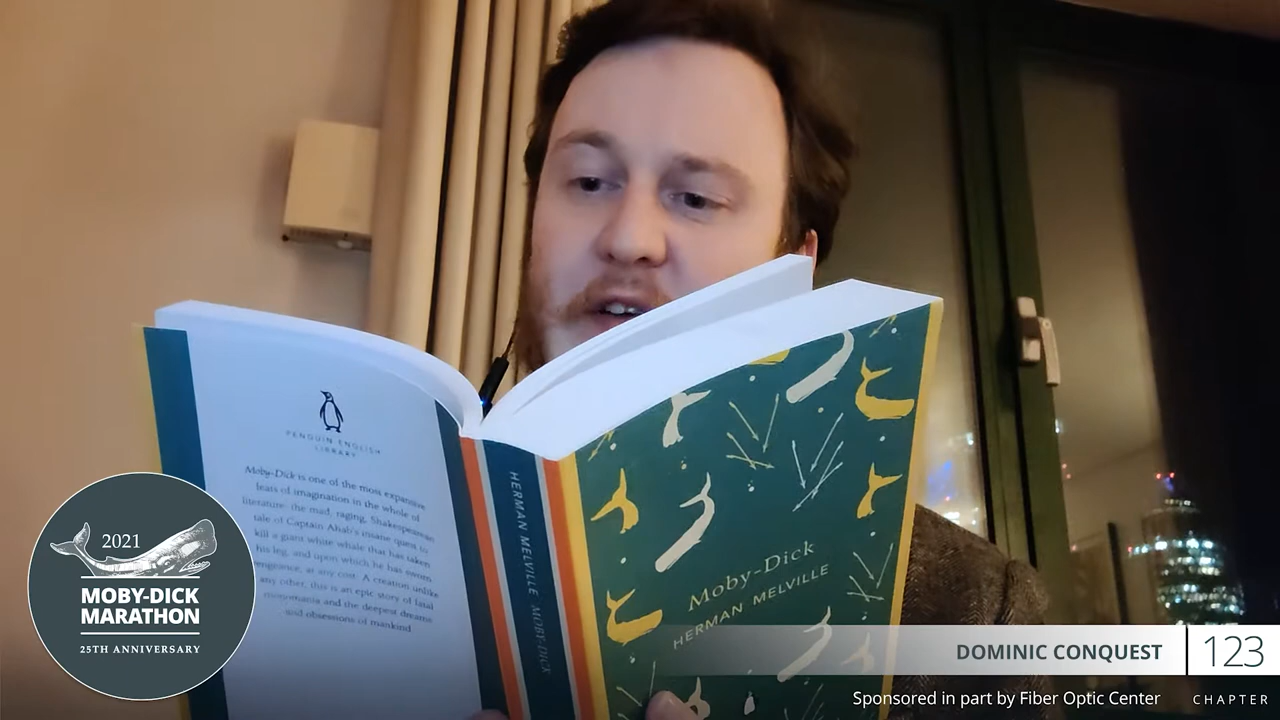 PENGUIN ENGLISH
LIBRARY
Moby-Dick is one of the most expansive
feats of imagination in the whole of
literature: the mad, raging, Shakespearean
tale of Captain Ahab's insane quest to
kill a giant white whale that has taken
his leg, and upon which he has sworn
vengeance, at any cost. A creation unlike
any other, this is an epic story of fatal
monomania and the deepest dreams
and obsessions of mankind
HERMAN MELVILLE MOBY-DICK
Moby-Dick
HERMAN MELVILLE
2021
MOBY-DICK
MARATHON
25TH ANNIVERSARY
DOMINIC CONQUEST
123
Sponsored in part by Fiber Optic Center
CHAPTER